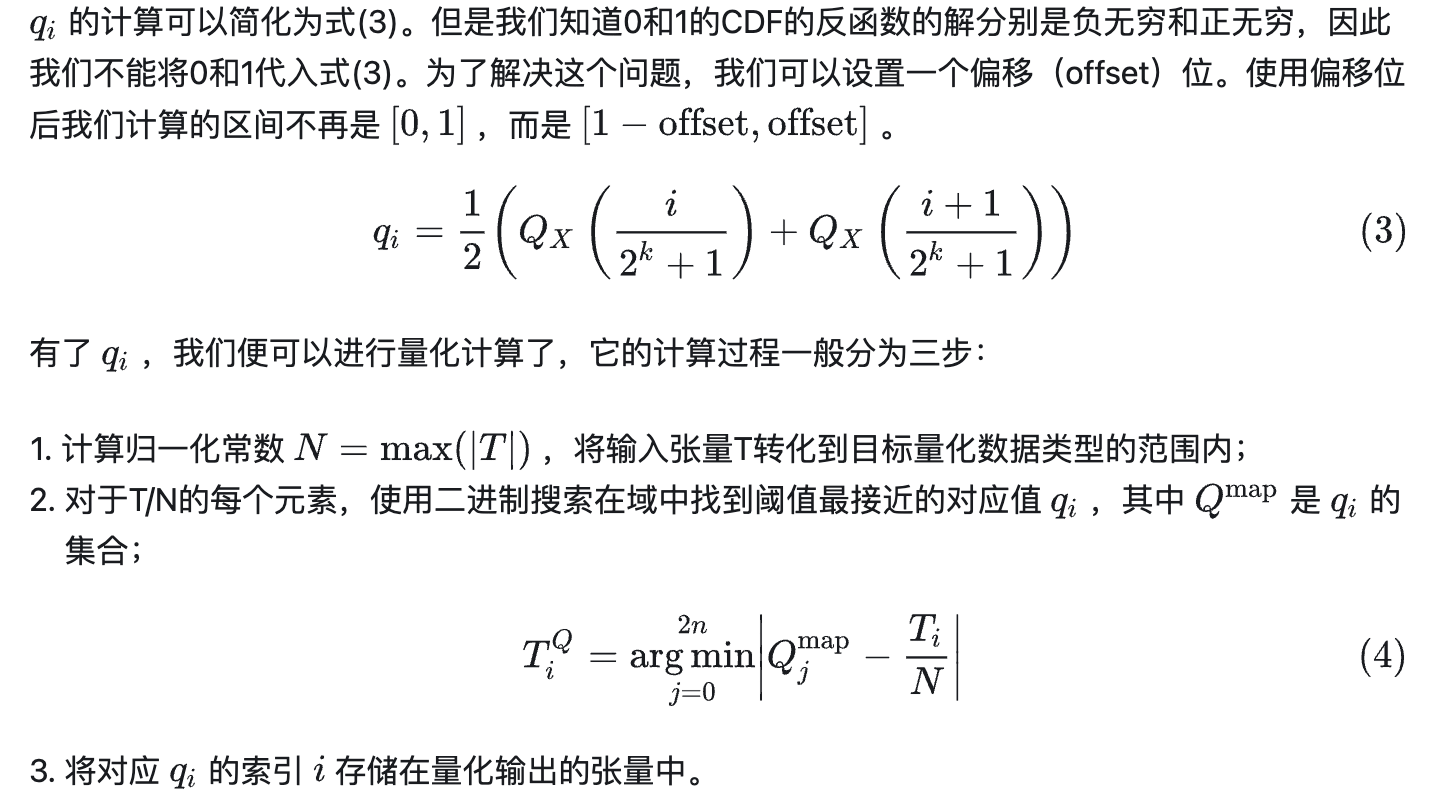 q_i 的计算可以简化为式(3)。但是我们知道0和1的CDF的反函数的解分别是负无穷和正无穷，因此
我们不能将0和1代入式(3)。为了解决这个问题，我们可以设置一个偏移（offset）位。使用偏移位
后我们计算的区间不再是 [0, 1] ，而是 [1 − offset, offset] 。
q_i = \frac{1}{2} \left( Q_X \left( \frac{i}{2^k + 1} \right) + Q_X \left( \frac{i + 1}{2^k + 1} \right) \right) (3)
有了 q_i ，我们便可以进行量化计算了，它的计算过程一般分为三步：
1. 计算归一化常数 N = max(|T|) ，将输入张量T转化到目标量化数据类型的范围内；
2. 对于T/N的每个元素，使用二进制搜索在域中找到阈值最接近的对应值 q_i ，其中 Q^{map} 是 q_i 的
集合；
T_i^Q = \underset{j=0}{\overset{2n}{\arg\min}} \left| Q_j^{map} − \frac{T_i}{N} \right| (4)
3. 将对应 q_i 的索引 i 存储在量化输出的张量中。